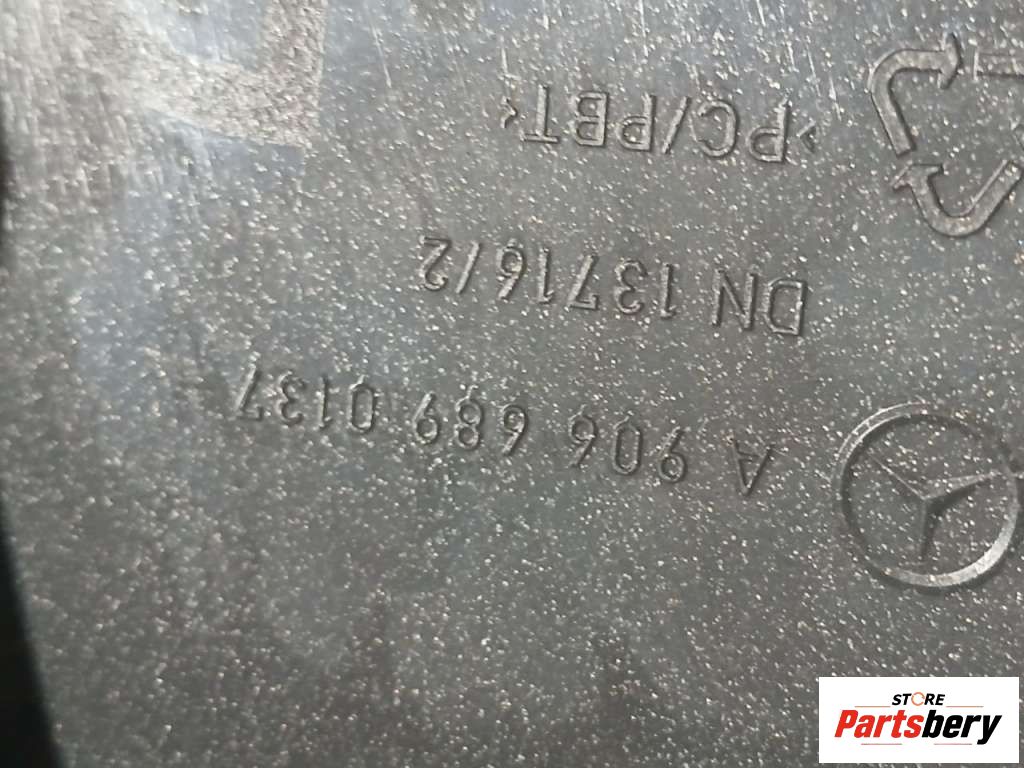 A 906 689 0137
DN 13716/2
>PC/PBT<
STORE
Partsbery